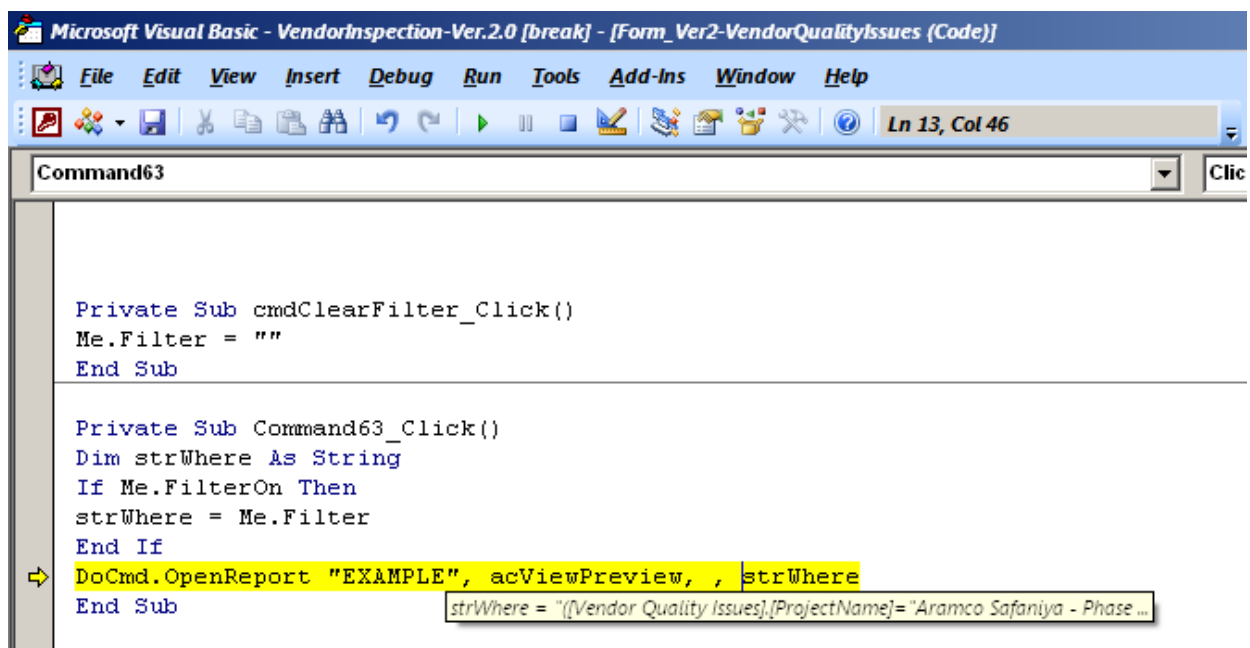 Microsoft Visual Basic - VendorInspection-Ver.2.0 [break] - [Form_Ver2-VendorQualityIssues (Code)]
File Edit View Insert Debug Run Tools Add-Ins Window Help
Ln 13, Col 46
Command63 Clic
Private Sub cmdClearFilter_Click()
Me.Filter = ""
End Sub
Private Sub Command63_Click()
Dim strWhere As String
If Me.FilterOn Then
strWhere = Me.Filter
End If
DoCmd.OpenReport "EXAMPLE", acViewPreview, , strWhere
End Sub
strWhere = "([Vendor Quality Issues].[ProjectName]="Aramco Safaniya - Phase ...